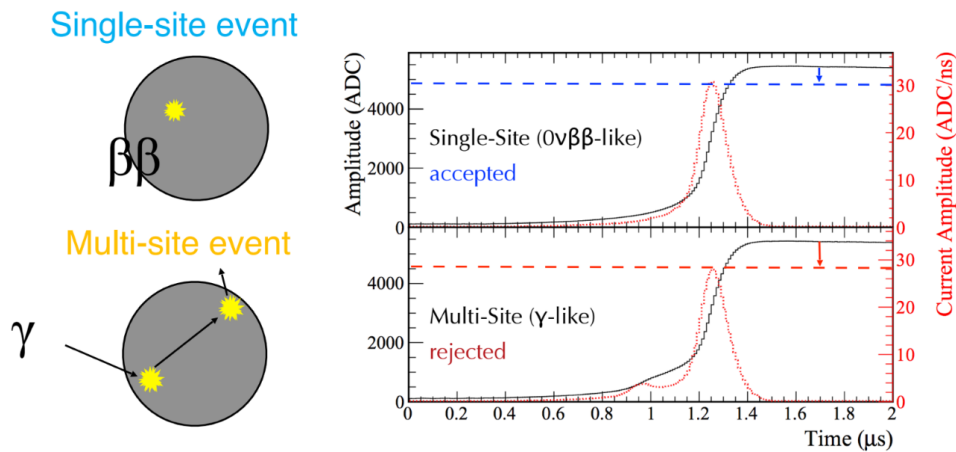 Single-site event
ββ
Multi-site event
γ
Amplitude (ADC)
4000
2000
0
Single-Site (0νββ-like)
accepted
30
20
10
0
Current Amplitude (ADC/ns)
4000
2000
0
Multi-Site (γ-like)
rejected
30
20
10
0
0 0.2 0.4 0.6 0.8 1 1.2 1.4 1.6 1.8 2
Time (μs)